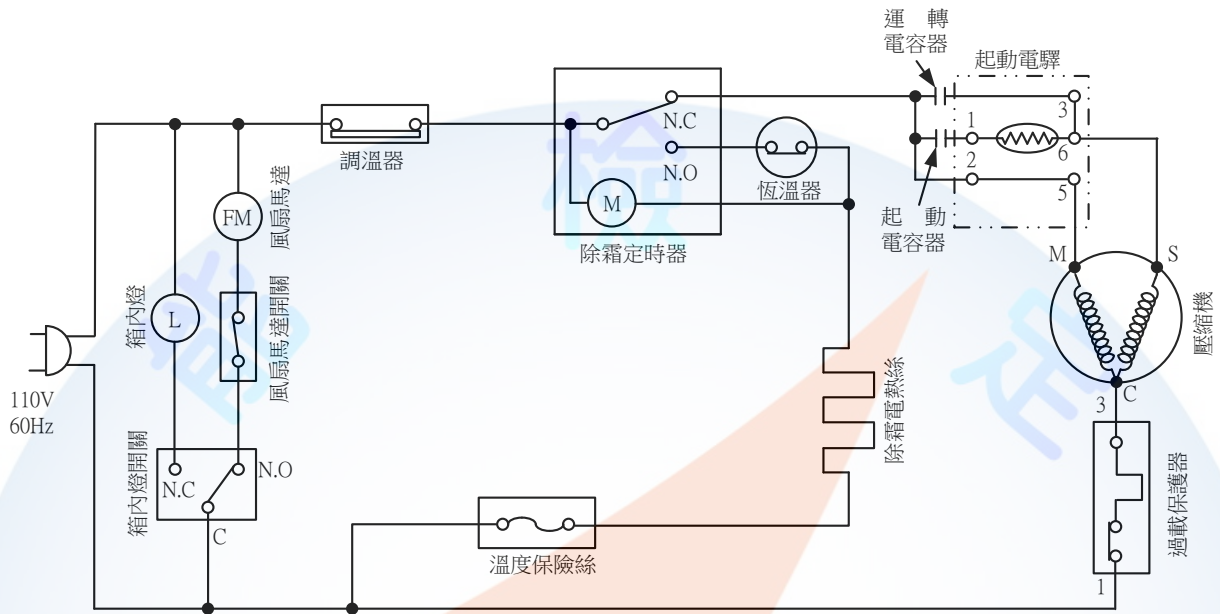 運 轉
電容器
起動電驛
3
N.C
1
調溫器
N.O
6
2
恆溫器
FM
風扇馬達
M
5
起 動
電容器
除霜定時器
M
S
箱內燈
L
風扇馬達開關
壓縮機
110V
60Hz
C
3
除霜電熱絲
箱內燈開關
N.C
N.O
過載保護器
C
溫度保險絲
1
檢
監
定